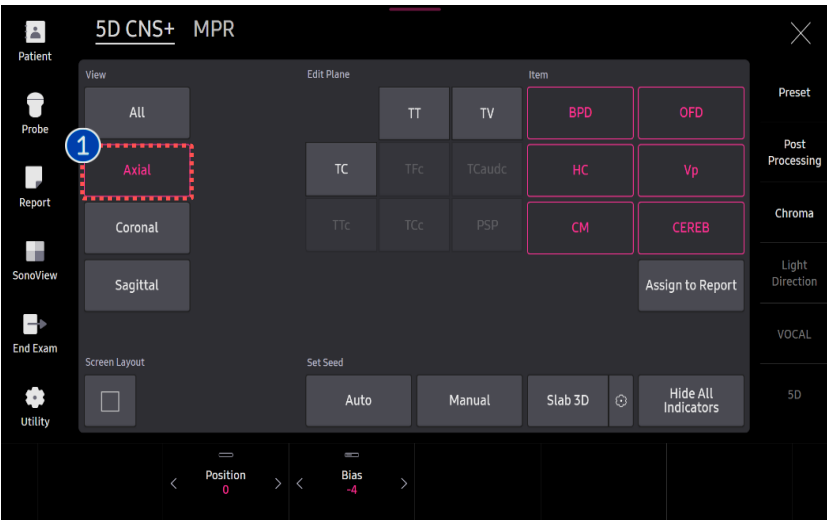 5D CNS+ MPR
Patient
Probe
Report
SonoView
End Exam
Utility
View
All
1
Axial
Coronal
Sagittal
Screen Layout
Edit Plane
TT TV
TC TFc TCaudc
TTc TCc PSP
Item
BPD OFD
HC Vp
CM CEREB
Assign to Report
Set Seed
Auto Manual Slab 3D
Hide All
Indicators
Preset
Post
Processing
Chroma
Light
Direction
VOCAL
5D
< Position >
0
< Bias >
-4